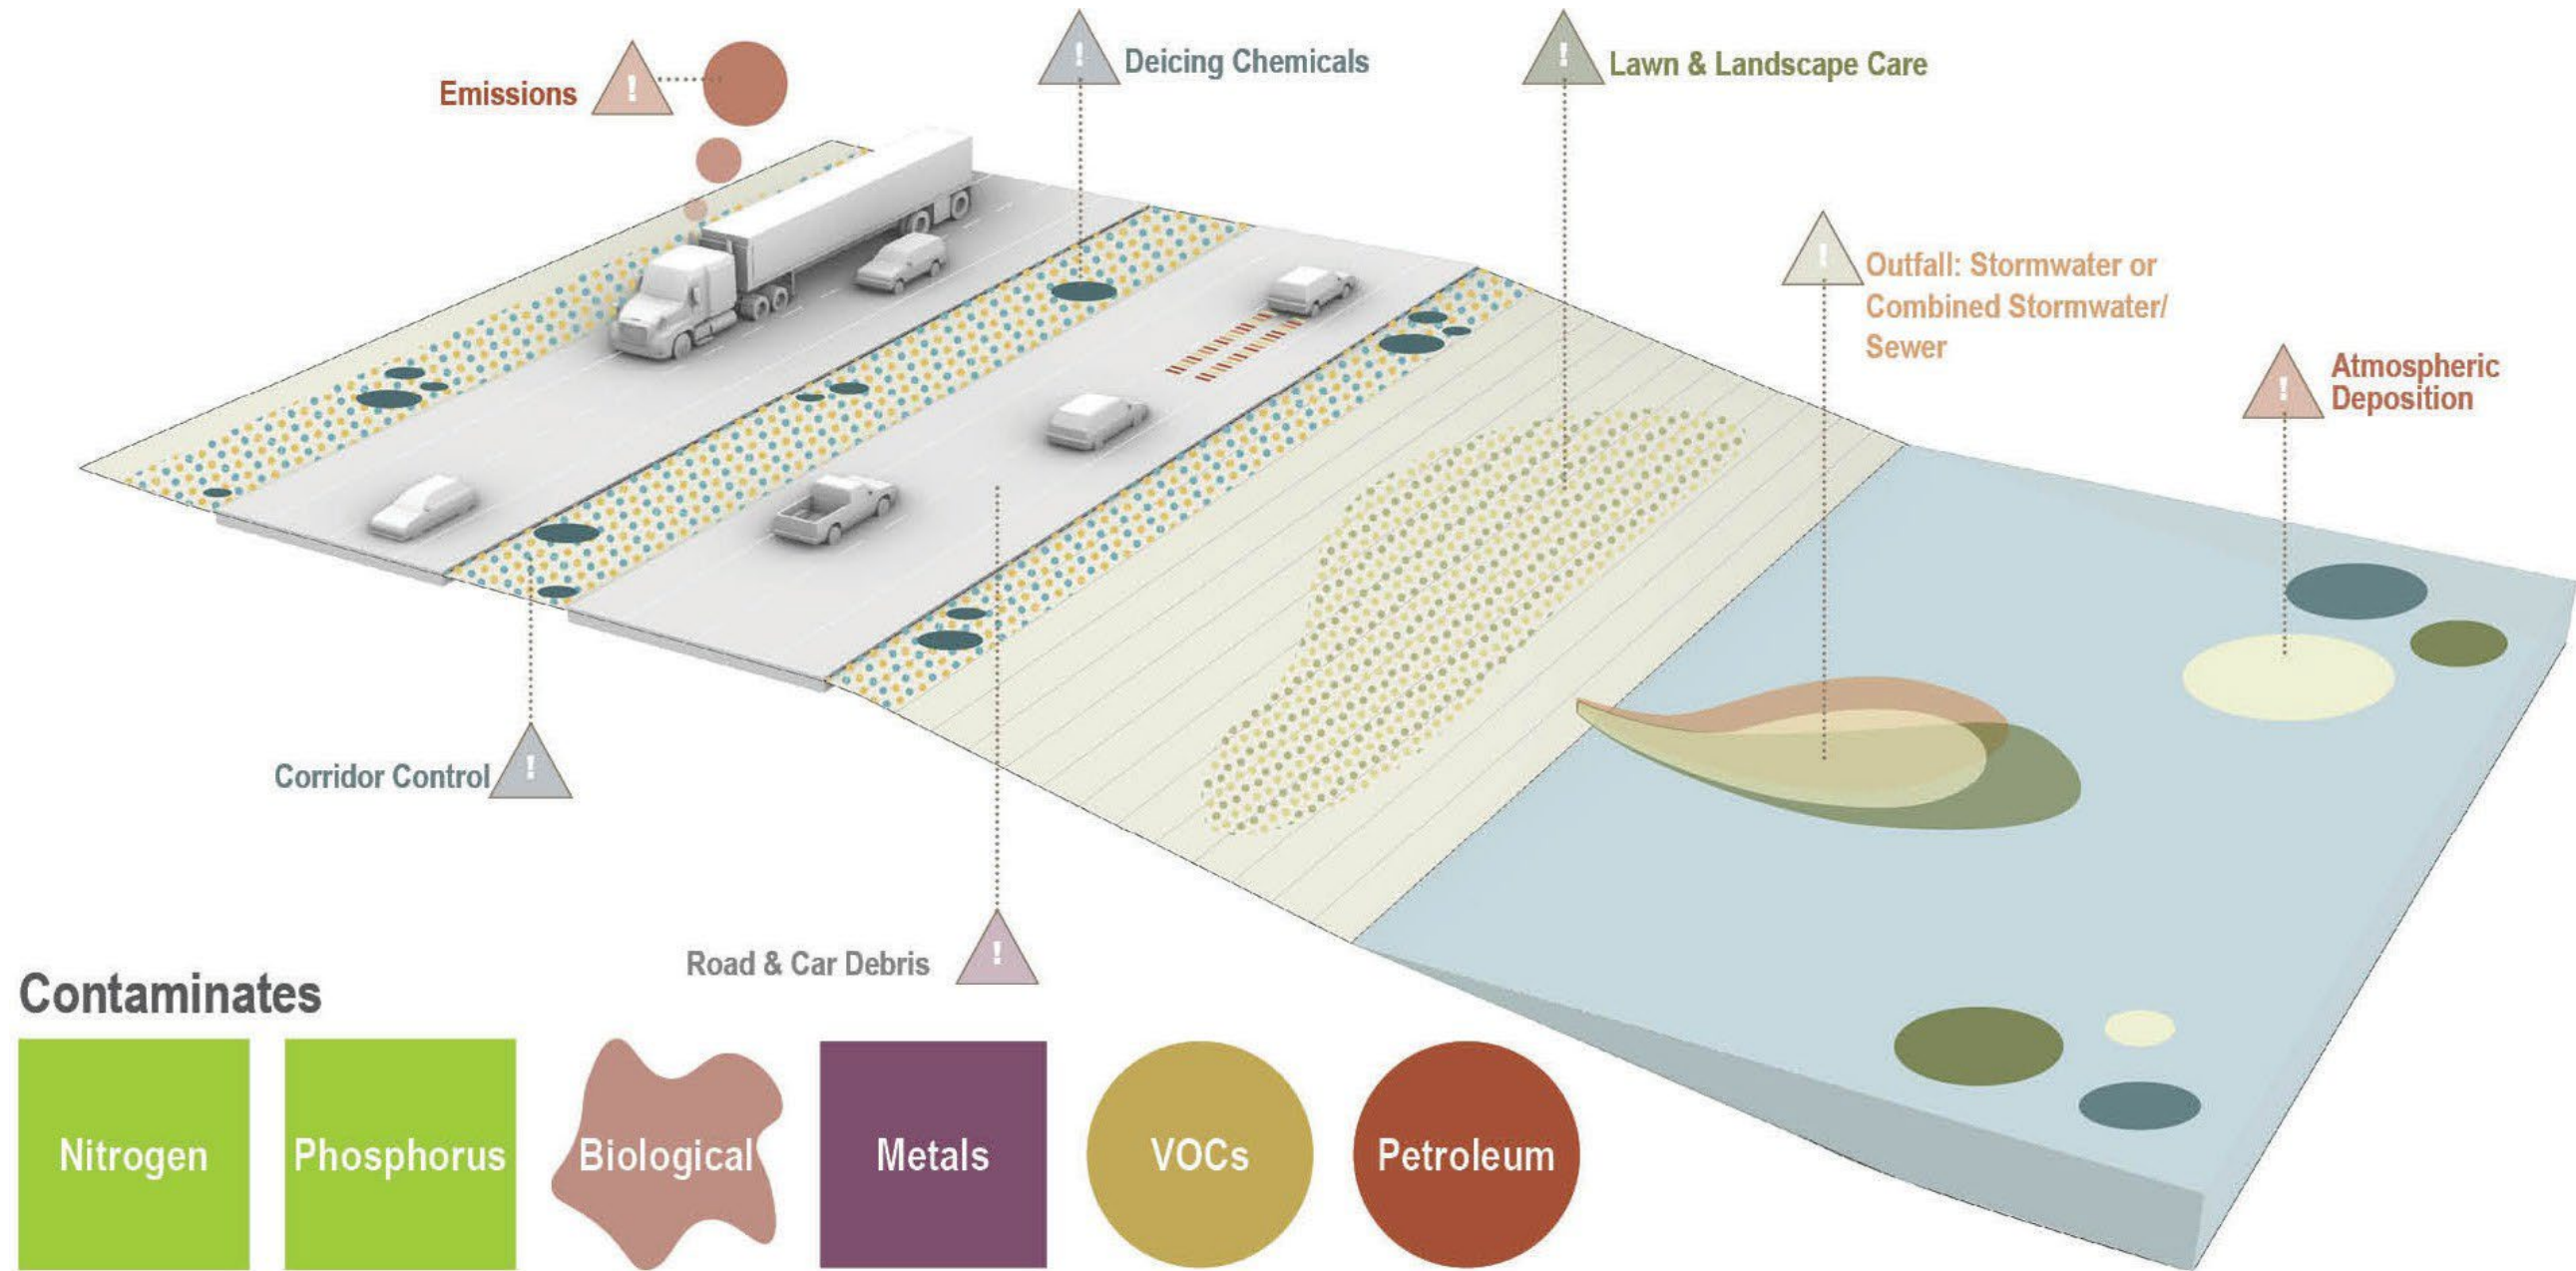 Emissions
Deicing Chemicals
Lawn & Landscape Care
Outfall: Stormwater or
Combined Stormwater/
Sewer
Atmospheric
Deposition
Corridor Control
Road & Car Debris
Contaminates
Nitrogen
Phosphorus
Biological
Metals
VOCs
Petroleum